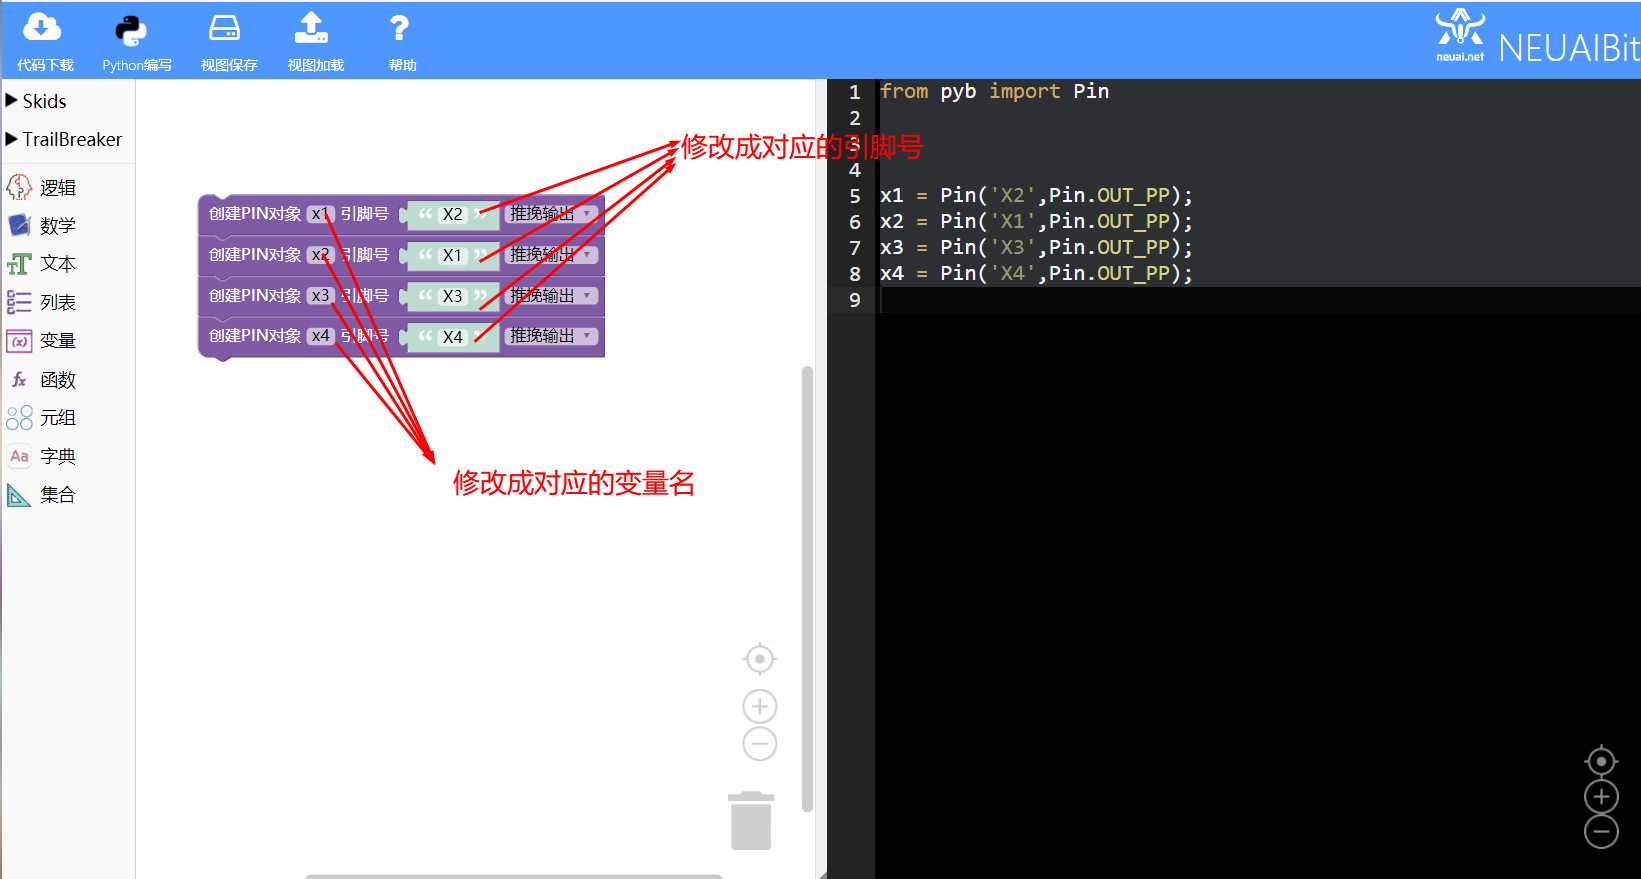 代码下载
Python编写
视图保存
视图加载
帮助
neuai.net
NEUAIBit
Skids
TrailBreaker
逻辑
数学
文本
列表
变量
函数
元组
Aa 字典
集合
创建PIN对象 x1 引脚号 “ X2 ” 推挽输出
创建PIN对象 x2 引脚号 “ X1 ” 推挽输出
创建PIN对象 x3 引脚号 “ X3 ” 推挽输出
创建PIN对象 x4 引脚号 “ X4 ” 推挽输出
修改成对应的引脚号
修改成对应的变量名
1 from pyb import Pin
2
3
4
5 x1 = Pin('X2',Pin.OUT_PP);
6 x2 = Pin('X1',Pin.OUT_PP);
7 x3 = Pin('X3',Pin.OUT_PP);
8 x4 = Pin('X4',Pin.OUT_PP);
9